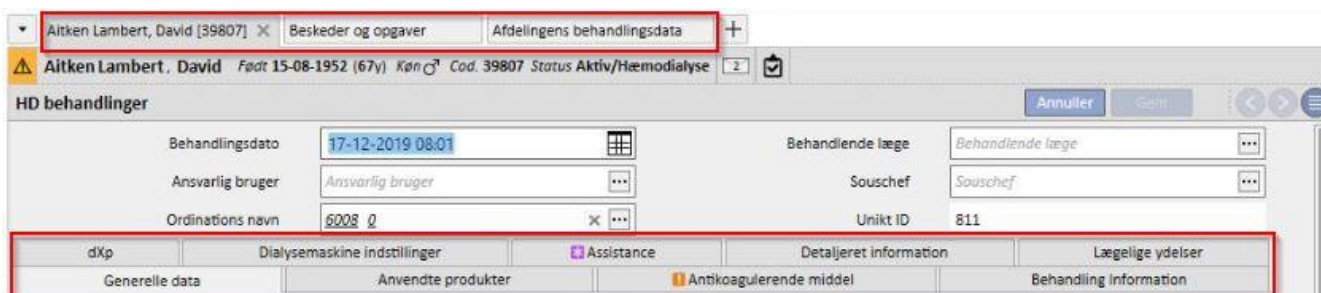 Aitken Lambert, David [39807] Beskeder og opgaver Afdelingens behandlingsdata
Aitken Lambert, David Født 15-08-1952 (67y) Køn Cod. 39807 Status Aktiv/Hæmodialyse 2
HD behandlinger Annuller Gem
Behandlingsdato 17-12-2019 08:01 Behandlende læge Behandlende læge
Ansvarlig bruger Ansvarlig bruger Souschef Souschef
Ordinations navn 6008_0 Unikt ID 811
dXp Dialysemaskine indstillinger Assistance Detaljeret information Lægelige ydelser
Generelle data Anvendte produkter Antikoagulerende middel Behandling Information